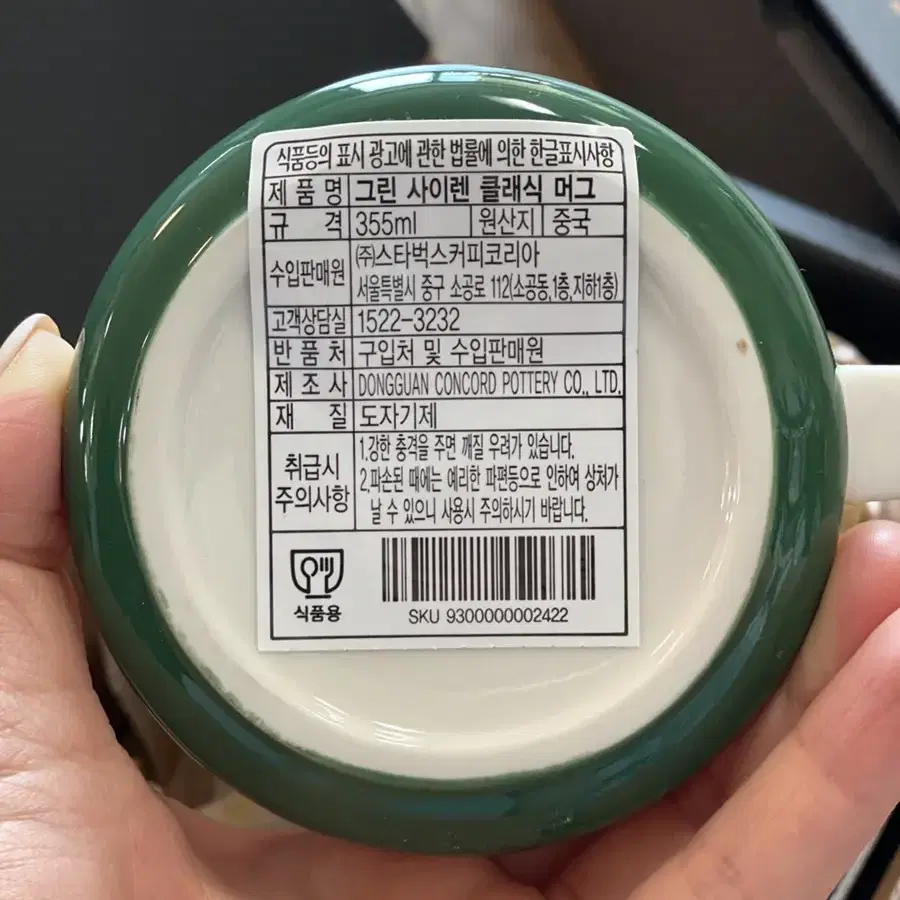 식품등의 표시 광고에 관한 법률에 의한 한글표시사항
제품명 그린 사이렌 클래식 머그
규격 355ml 원산지 중국
수입판매원 ㈜스타벅스커피코리아
서울특별시 중구 소공로 112(소공동,1층,지하1층)
고객상담실 1522-3232
반품처 구입처 및 수입판매원
제조사 DONGGUAN CONCORD POTTERY CO., LTD.
재질 도자기제
취급시 주의사항
1.강한 충격을 주면 깨질 우려가 있습니다.
2.파손된 때에는 예리한 파편등으로 인하여 상처가
날 수 있으니 사용시 주의하시기 바랍니다.
식품용
SKU 9300000002422